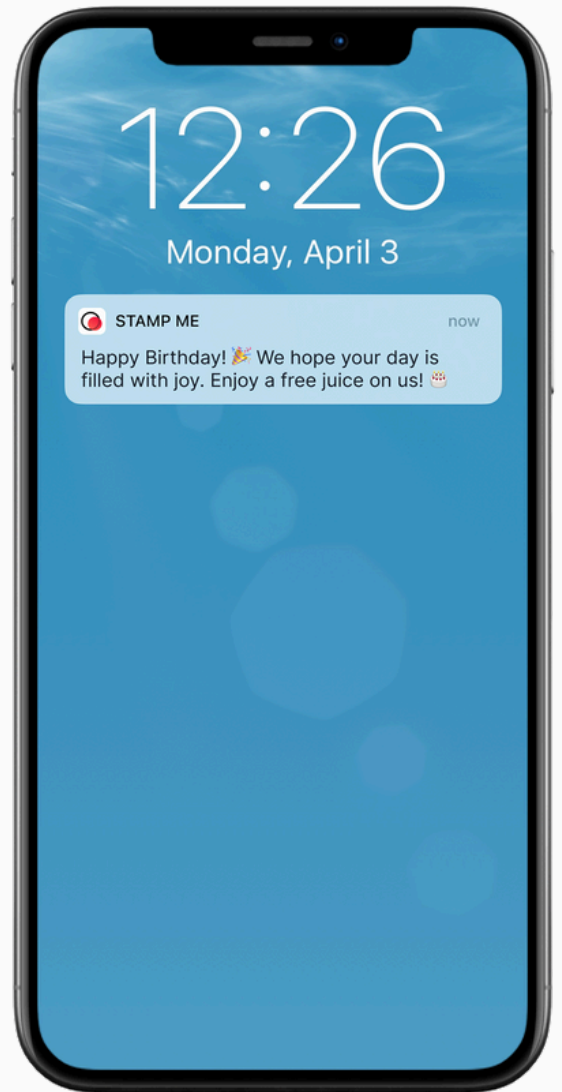 12:26
Monday, April 3
STAMP ME now
Happy Birthday! 🎉 We hope your day is
filled with joy. Enjoy a free juice on us! 🎂